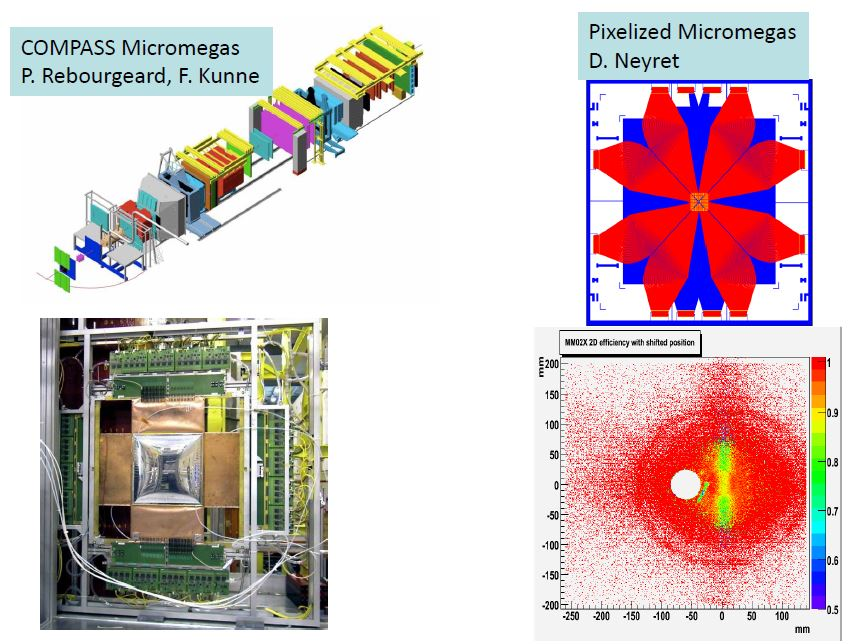 COMPASS Micromegas
P. Rebourgeard, F. Kunne
Pixelized Micromegas
D. Neyret
MM02X 2D efficiency with shifted position
mm
200
150
100
50
0
-50
-100
-150
-200
-250 -200 -150 -100 -50 0 50 100
mm
1
0.9
0.8
0.7
0.6
0.5